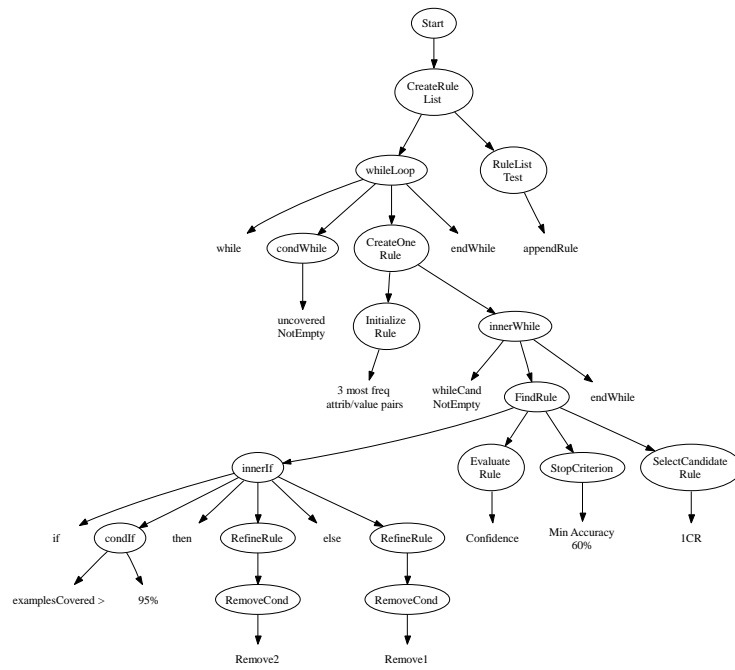 Start
CreateRule
List
whileLoop
RuleList
Test
while
condWhile
CreateOne
Rule
endWhile
appendRule
uncovered
NotEmpty
Initialize
Rule
innerWhile
3 most freq
attrib/value pairs
whileCand
NotEmpty
FindRule
endWhile
innerIf
Evaluate
Rule
StopCriterion
SelectCandidate
Rule
if
condIf
then
RefineRule
else
RefineRule
Confidence
Min Accuracy
60%
1CR
examplesCovered >
95%
RemoveCond
RemoveCond
Remove2
Remove1